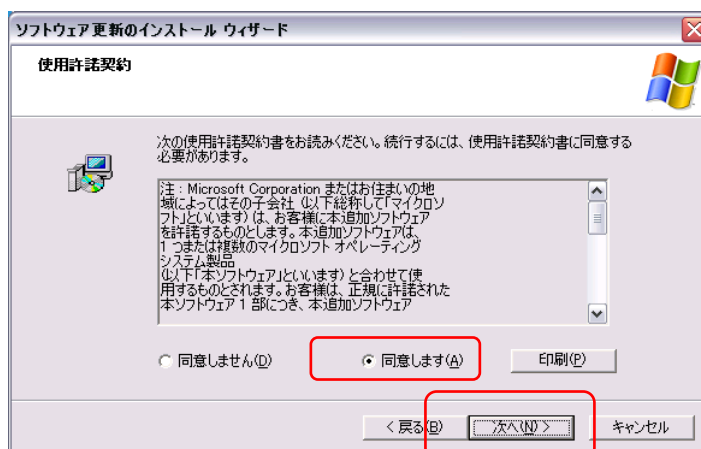 ソフトウェア更新のインストール ウィザード
使用許諾契約
次の使用許諾契約書をお読みください。続行するには、使用許諾契約書に同意する
必要があります。
注 : Microsoft Corporation またはお住まいの地
域によってはその子会社 (以下総称して「マイクロソ
フト」といいます) は、お客様に本追加ソフトウェア
を許諾するものとします。本追加ソフトウェアは、
1 つまたは複数のマイクロソフト オペレーティング
システム製品
(以下「本ソフトウェア」といいます) と合わせて使
用するものとされます。お客様は、正規に許諾された
本ソフトウェア 1 部につき、本追加ソフトウェア
同意しません(D) 同意します(A) 印刷(P)
< 戻る(B) 次へ(N) > キャンセル